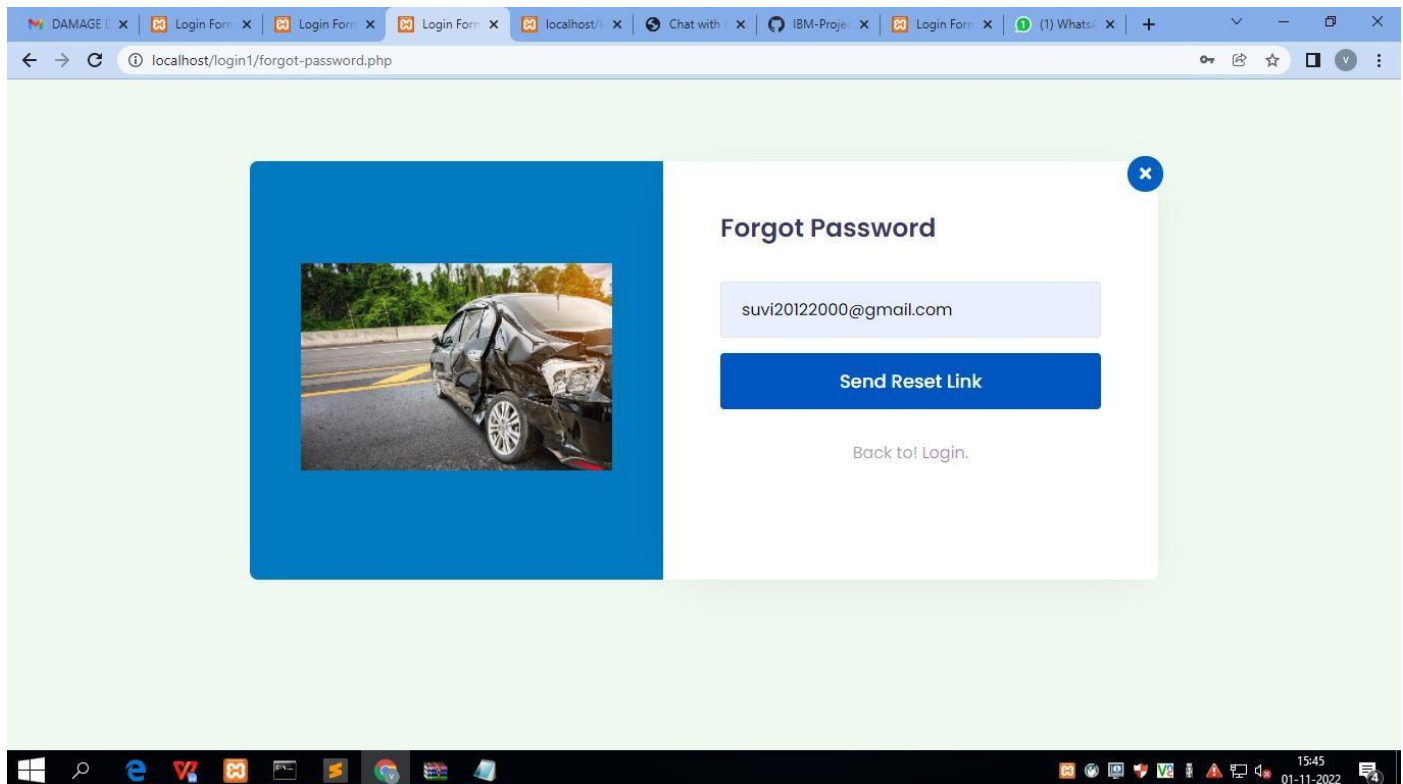 DAMAGE
Login Form
Login Form
Login Form
localhost/l
Chat with
IBM-Projec
Login Form
(1) WhatsA
localhost/login1/forgot-password.php
V
Forgot Password
suvi20122000@gmail.com
Send Reset Link
Back to! Login.
15:45
01-11-2022